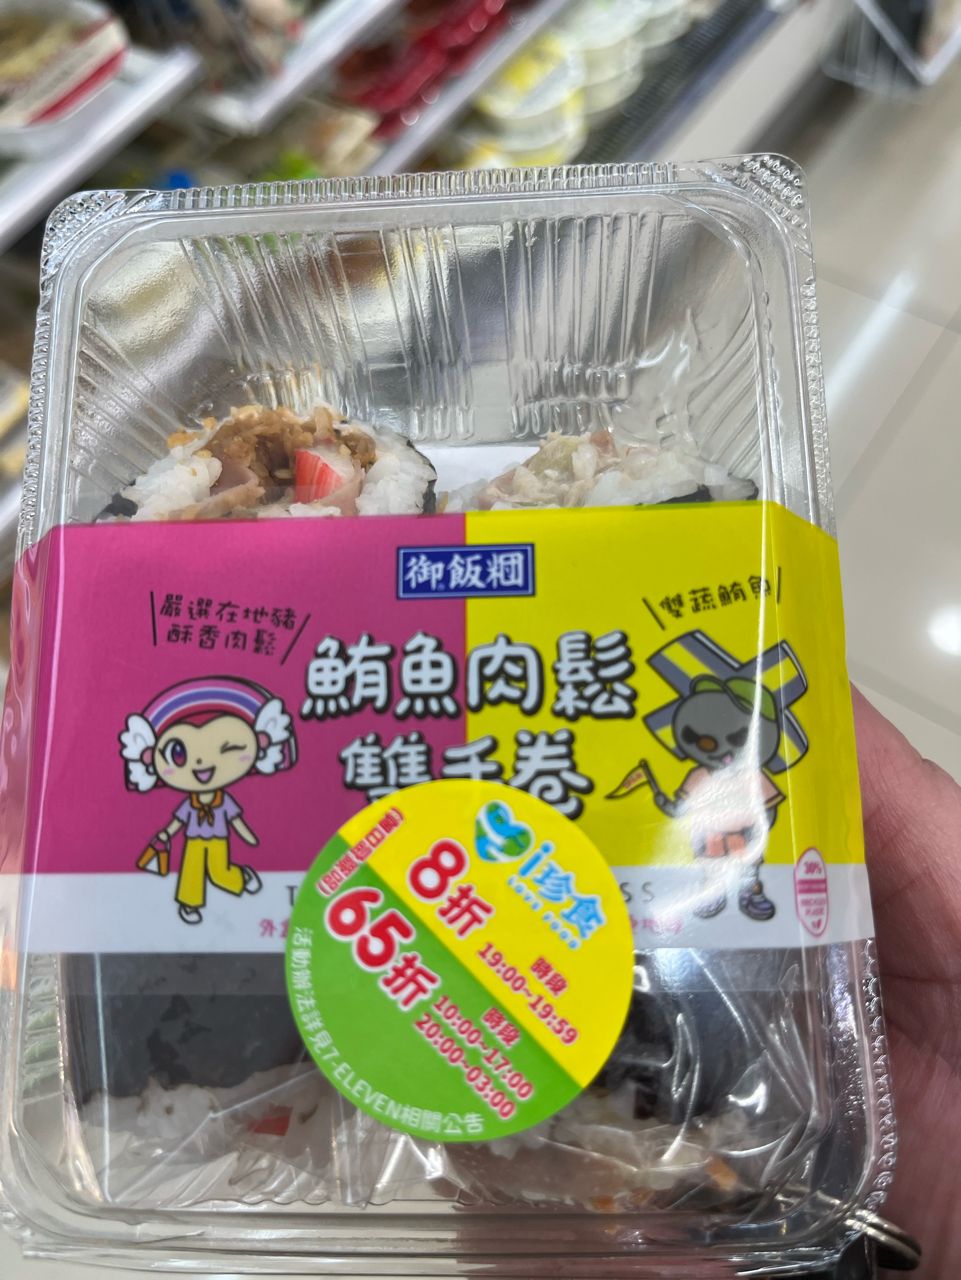 御飯糰
嚴選在地豬
酥香肉鬆
雙蔬鮪魚
鮪魚肉鬆
雙手卷
i珍食
LOVE FOOD
8折
時段
19:00~19:59
65折
時段
10:00~17:00
20:00~03:00
活動辦法詳見7-ELEVEN相關公告
30%